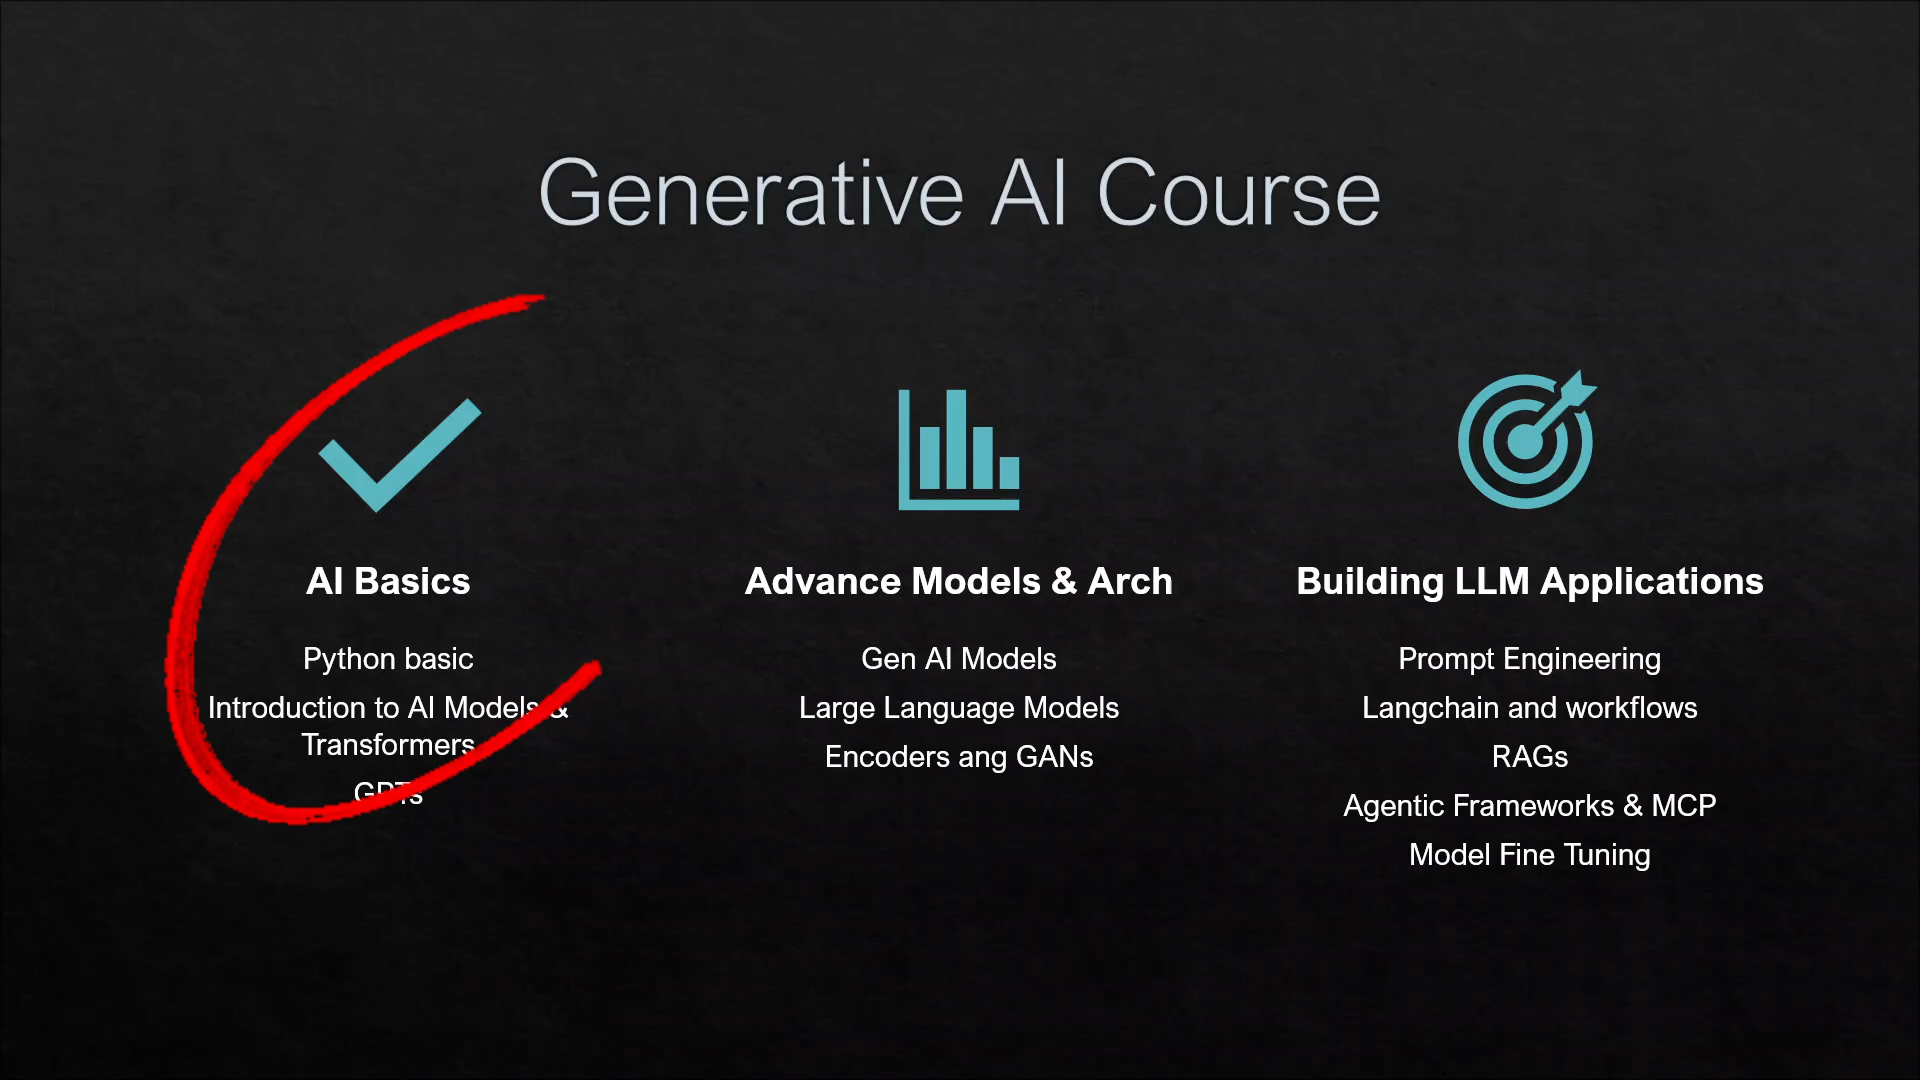 Generative AI Course
AI Basics
Python basic
Introduction to AI Models &
Transformers
GPTs
Advance Models & Arch
Gen AI Models
Large Language Models
Encoders ang GANs
Building LLM Applications
Prompt Engineering
Langchain and workflows
RAGs
Agentic Frameworks & MCP
Model Fine Tuning